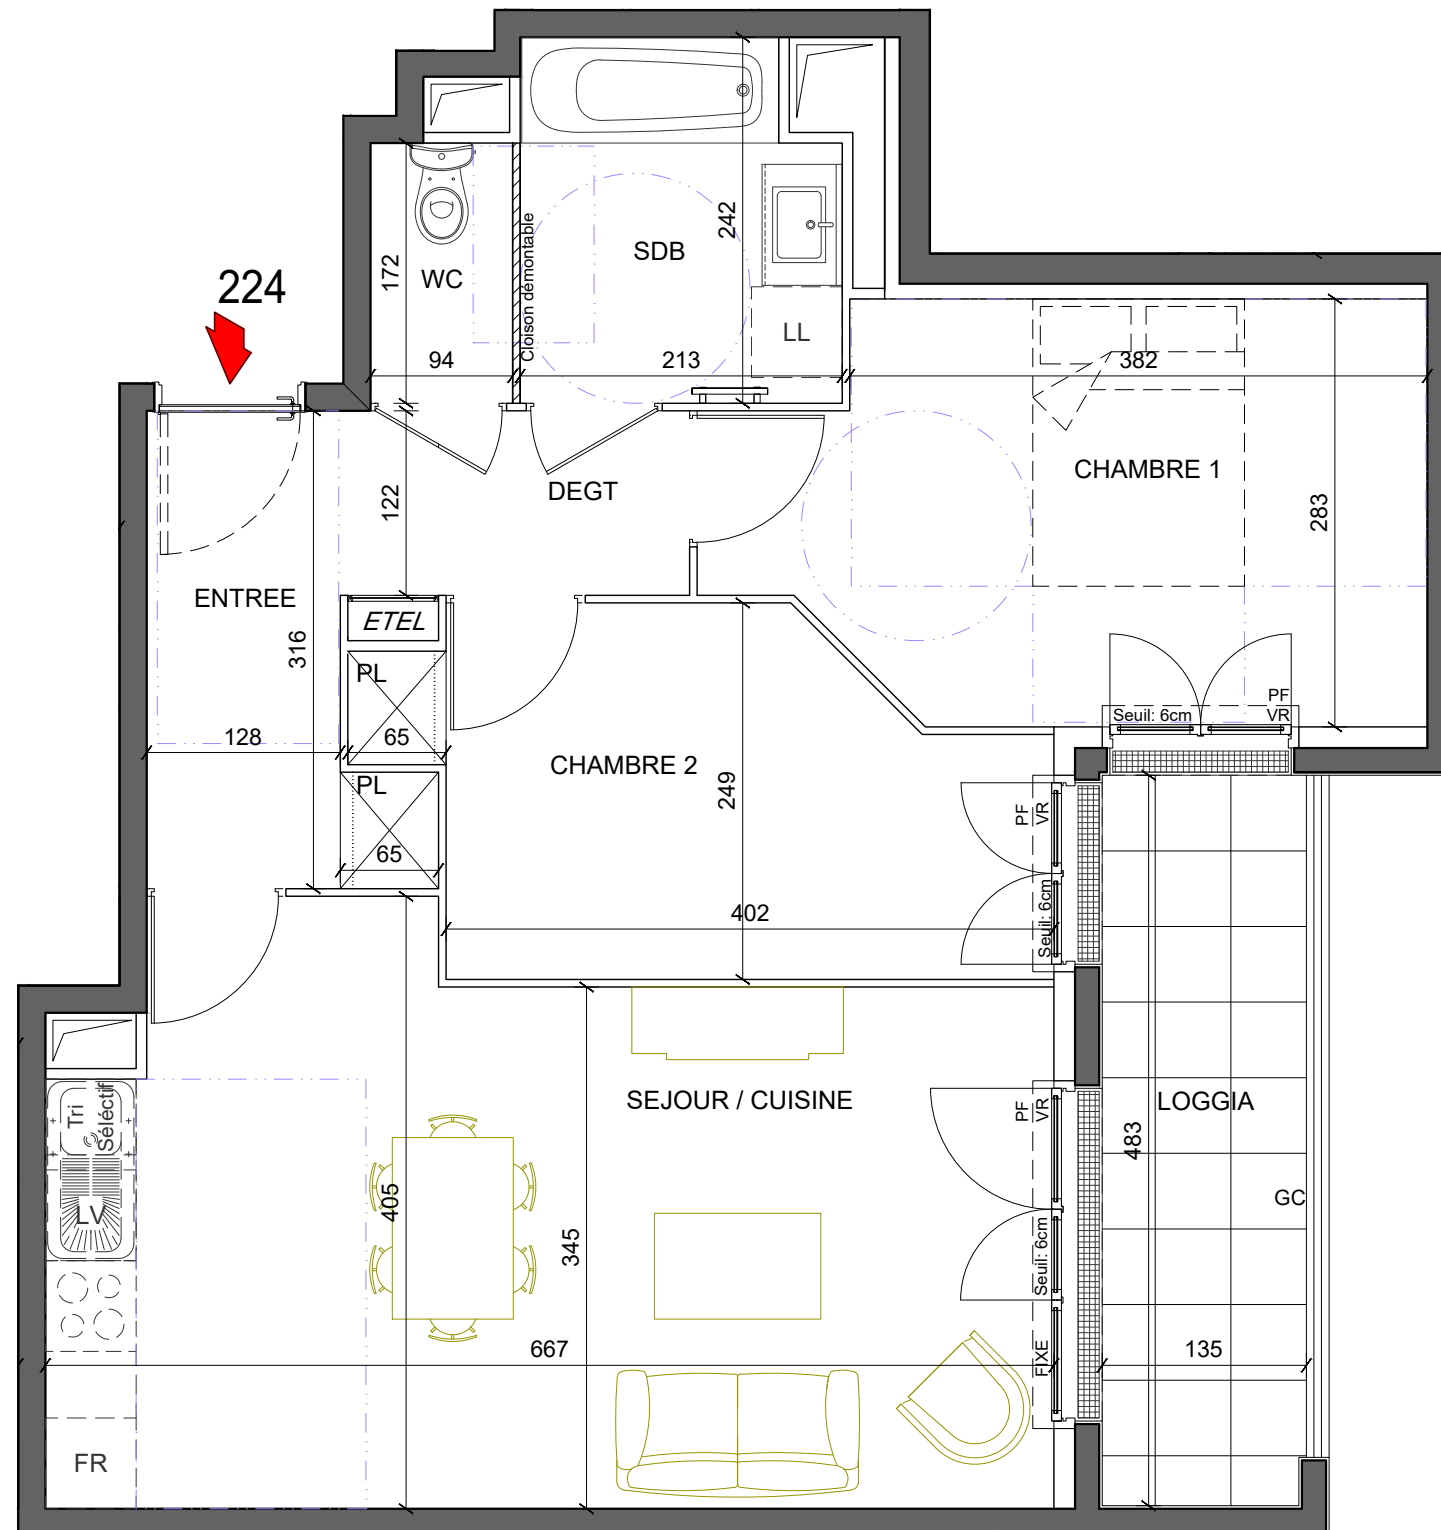 242
SDB
172
WC
Cloison démontable
224
LL
94
213
382
CHAMBRE 1
DEGT
122
283
ENTREE
ETEL
316
PL
PF
Seuil: 6cm
VR
128
65
CHAMBRE 2
249
PL
PF
VR
65
Seuil: 6cm
402
SEJOUR / CUISINE
Tri
Séléctif
PF
VR
LOGGIA
483
LV
405
GC
345
Seuil: 6cm
667
FIXE
135
FR